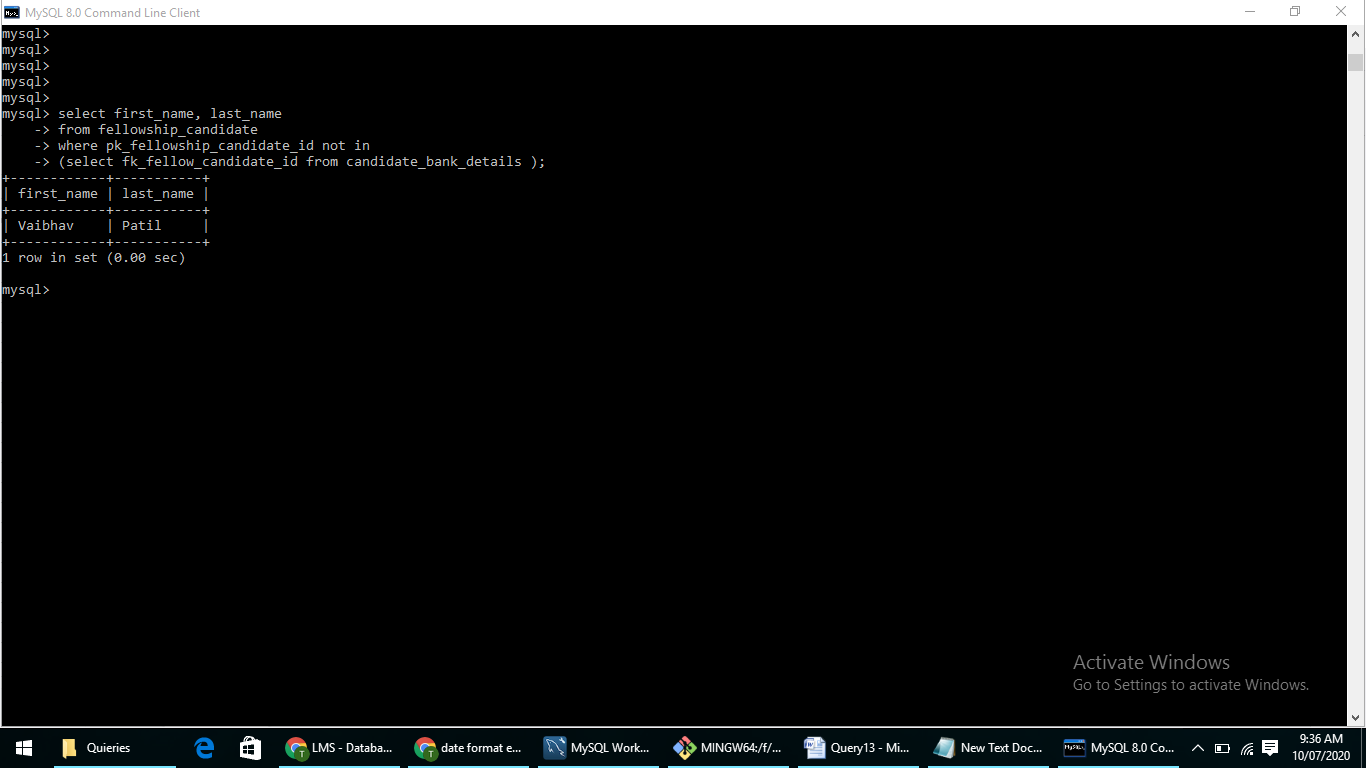 MySQL 8.0 Command Line Client
mysql>
mysql>
mysql>
mysql>
mysql>
mysql> select first_name, last_name
    -> from fellowship_candidate
    -> where pk_fellowship_candidate_id not in
    -> (select fk_fellow_candidate_id from candidate_bank_details );
+------------+-----------+
| first_name | last_name |
+------------+-----------+
| Vaibhav    | Patil     |
+------------+-----------+
1 row in set (0.00 sec)
mysql>
Activate Windows
Go to Settings to activate Windows.
Quieries
LMS - Databa...
date format e...
MySQL Work...
MINGW64:/f/...
Query13 - Mi...
New Text Doc...
MySQL 8.0 Co...
9:36 AM
10/07/2020